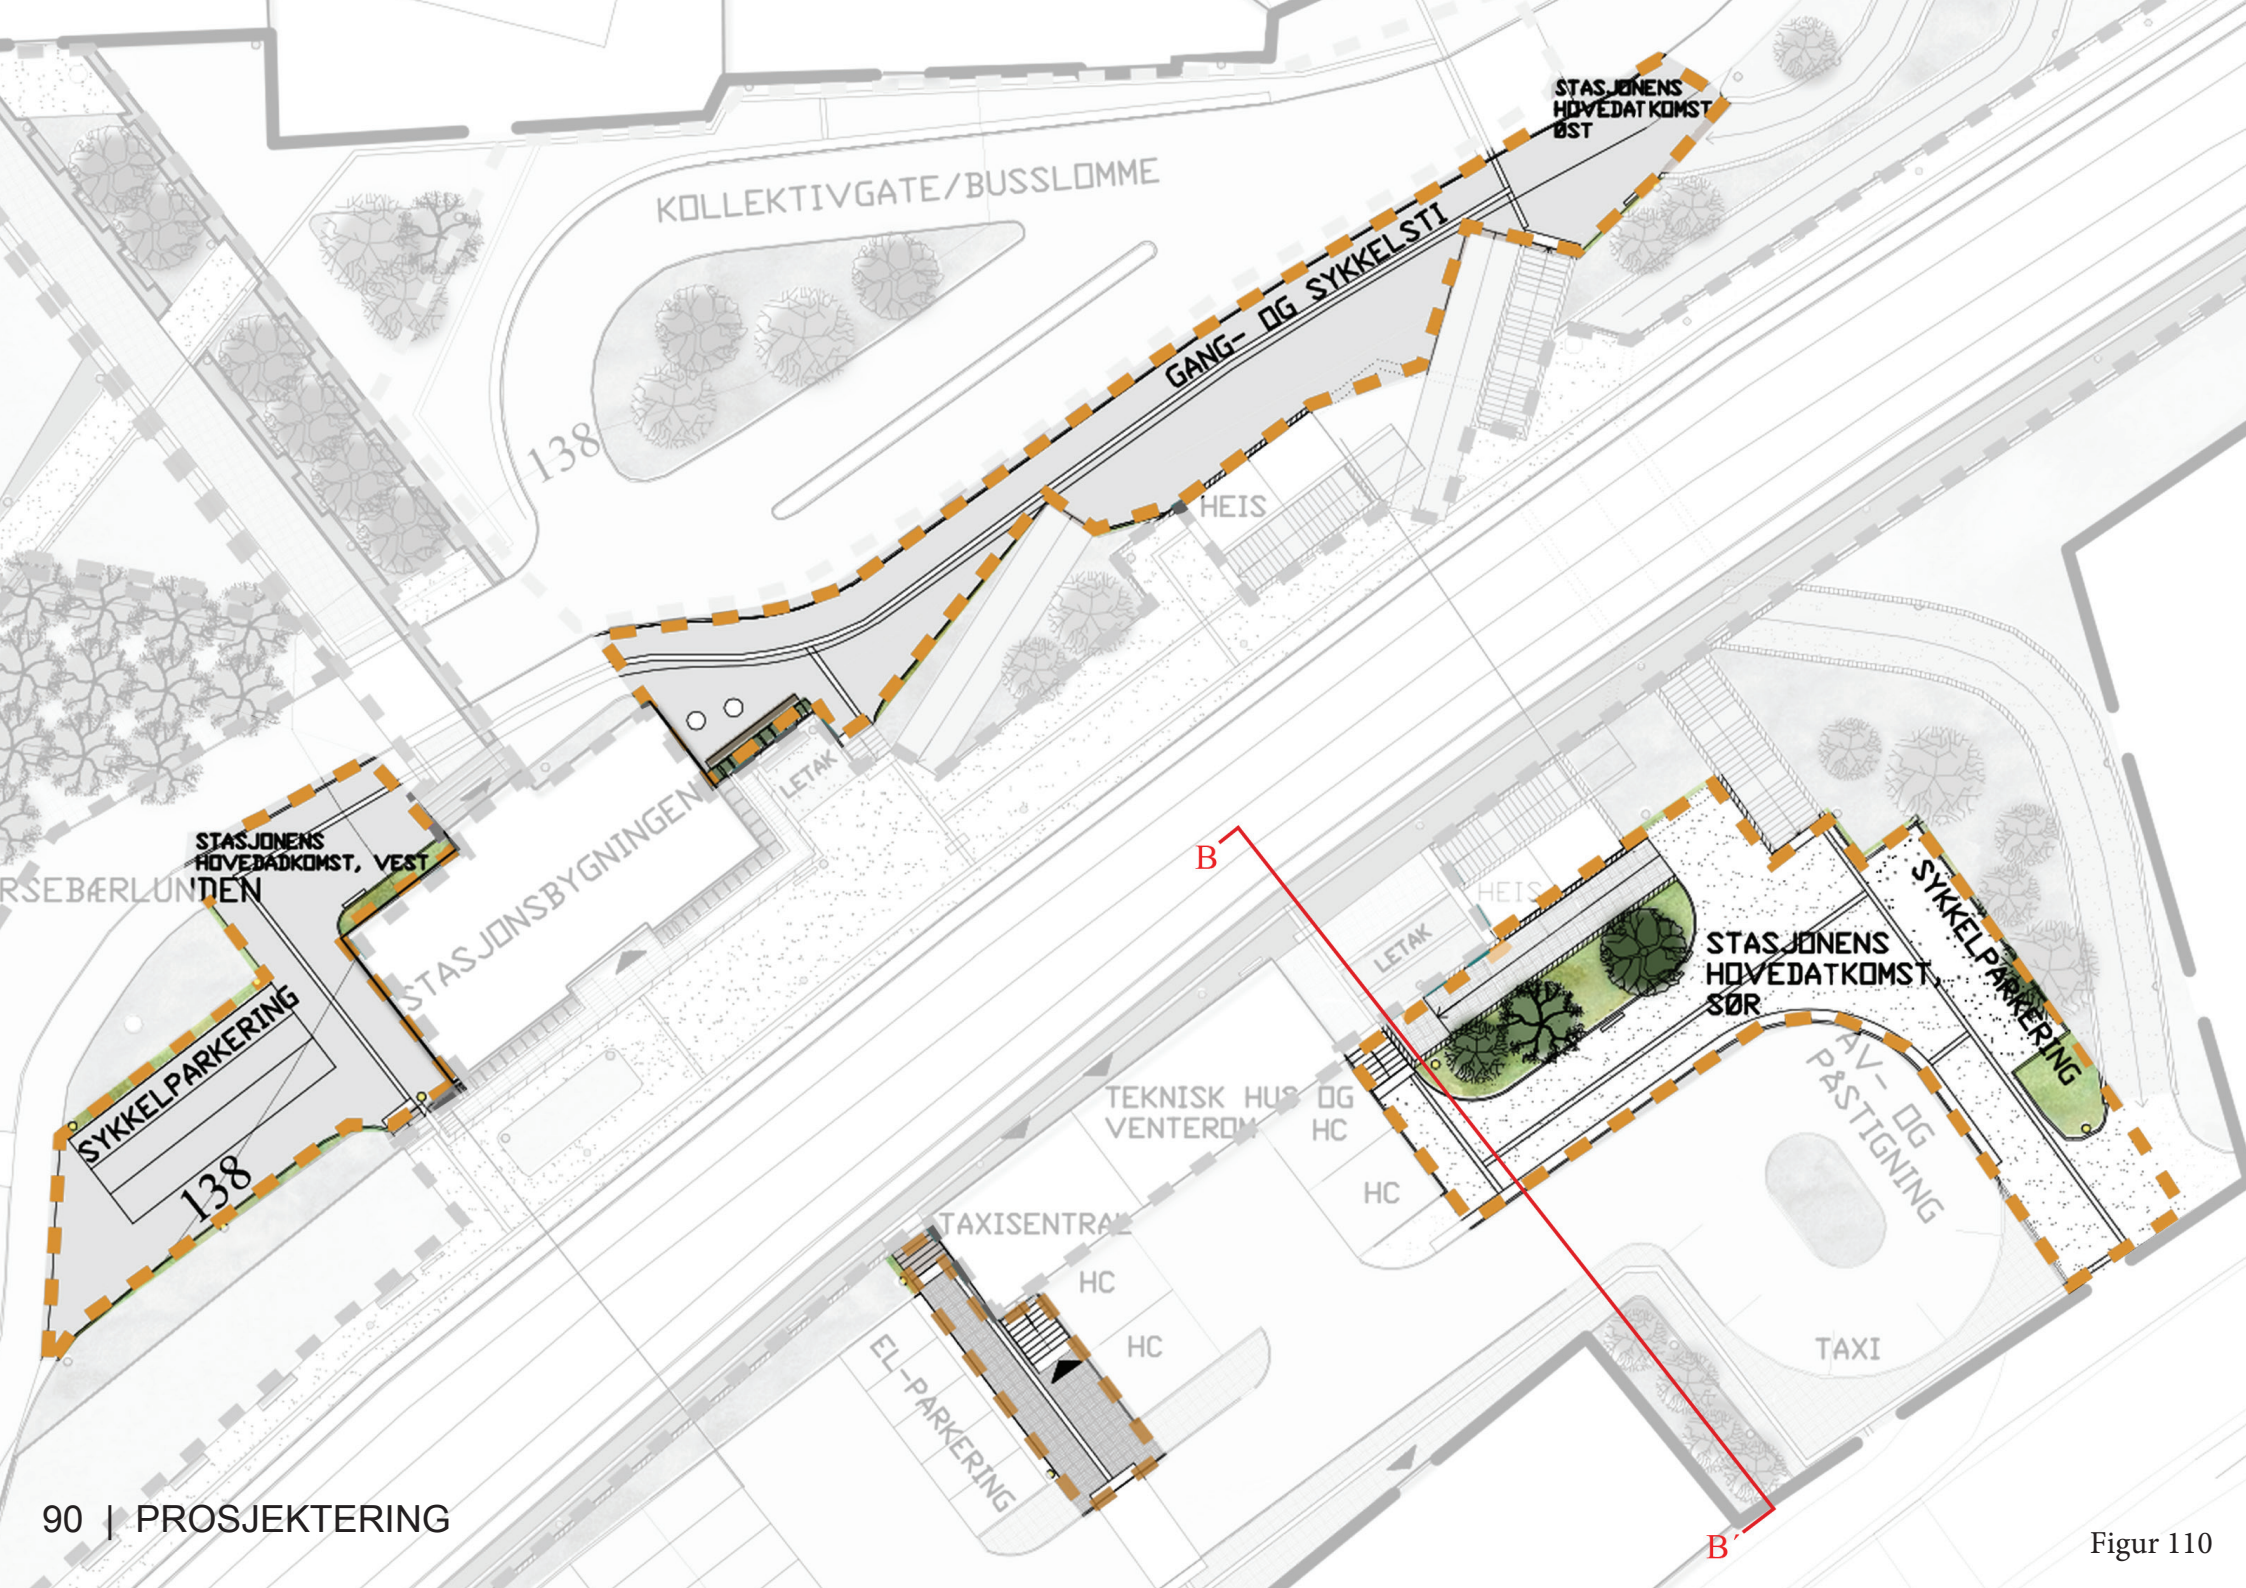 STASJONENS
HOVEDATKOMST
ØST
KOLLEKTIVGATE/BUSSLOMME
GANG- OG SYKKELSTI
138
HEIS
LETAK
STASJONENS
HOVEDADKOMST, VEST
RSEBÆRLUNDEN
STASJONSBYGNINGEN
SYKKELPARKERING
138
B
HEIS
LETAK
STASJONENS
HOVEDATKOMST,
SØR
SYKKELPARKERING
AV- OG
PÅSTIGNING
TEKNISK HUS OG
VENTEROM
HC
HC
TAXISENTRAL
HC
HC
EL-PARKERING
TAXI
90 | PROSJEKTERING
B´
Figur 110